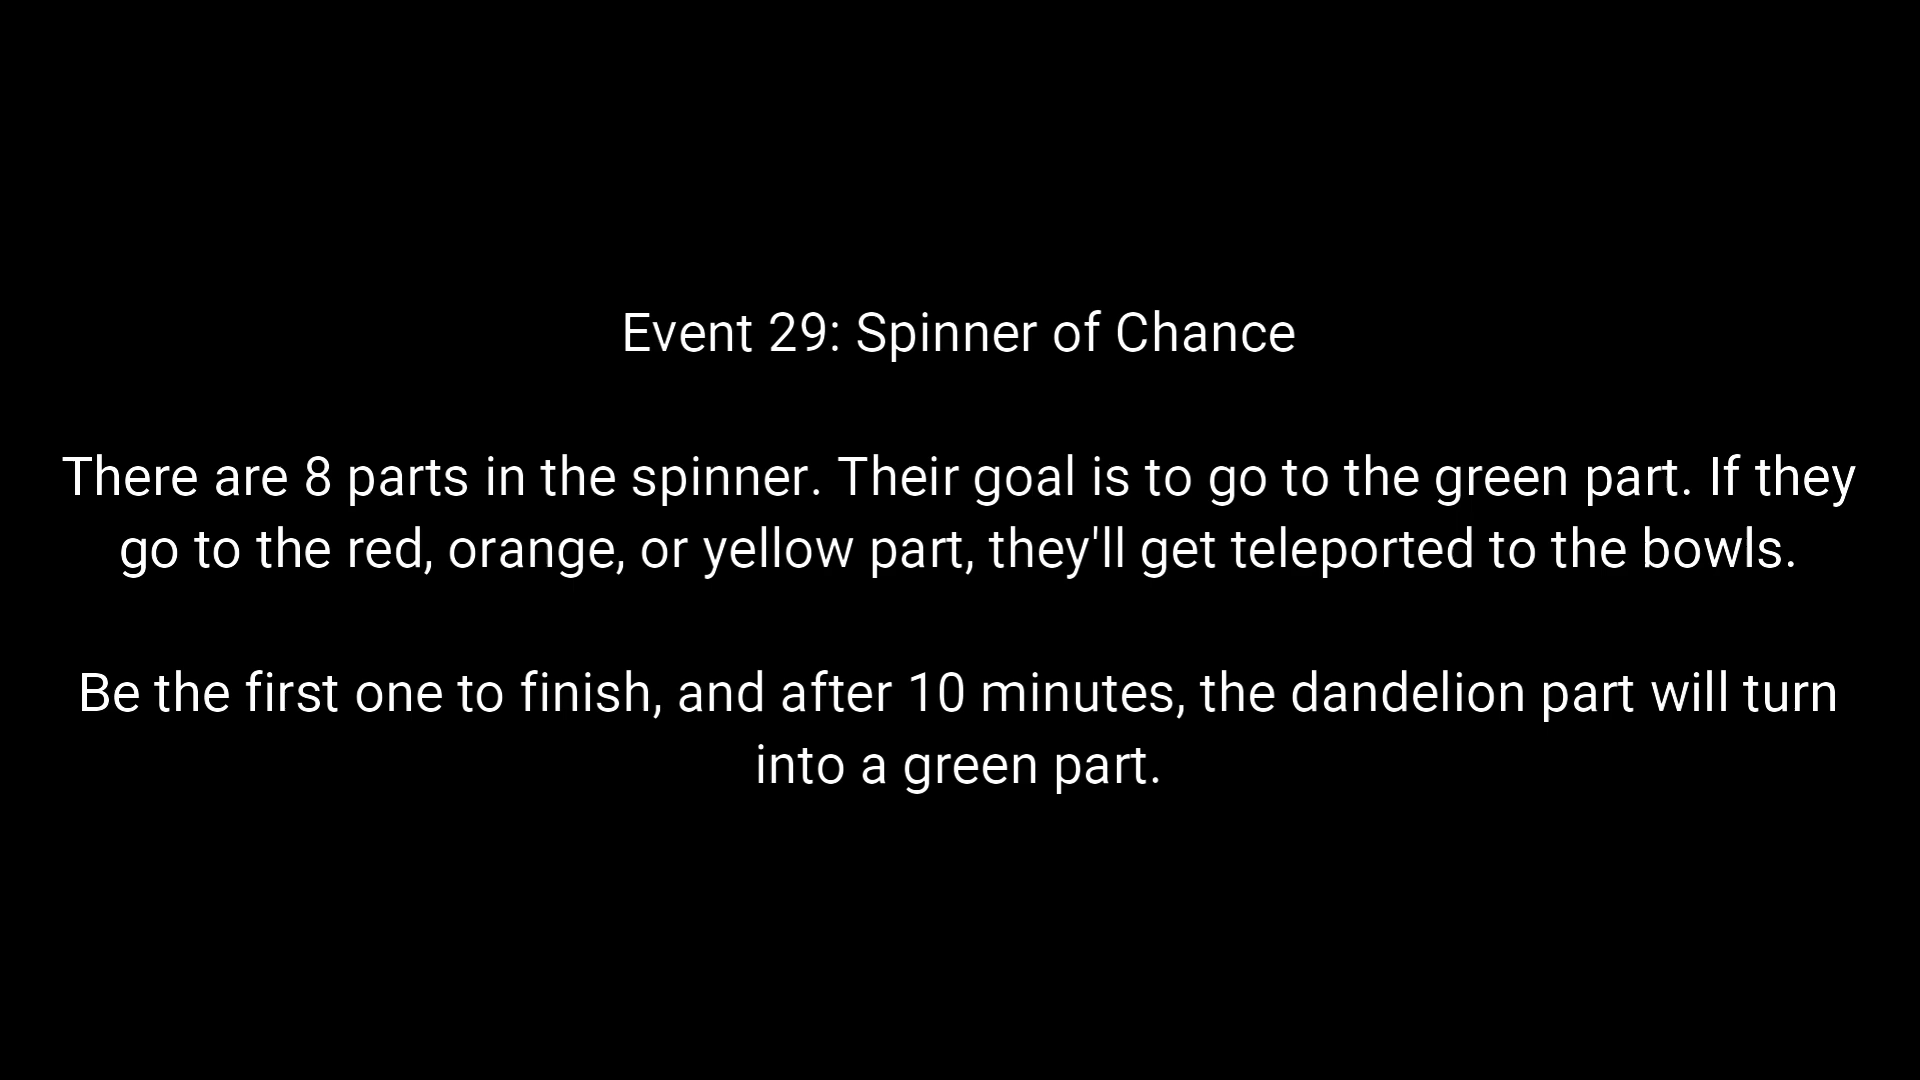 Event 29: Spinner of Chance
There are 8 parts in the spinner. Their goal is to go to the green part. If they
go to the red, orange, or yellow part, they'll get teleported to the bowls.
Be the first one to finish, and after 10 minutes, the dandelion part will turn
into a green part.